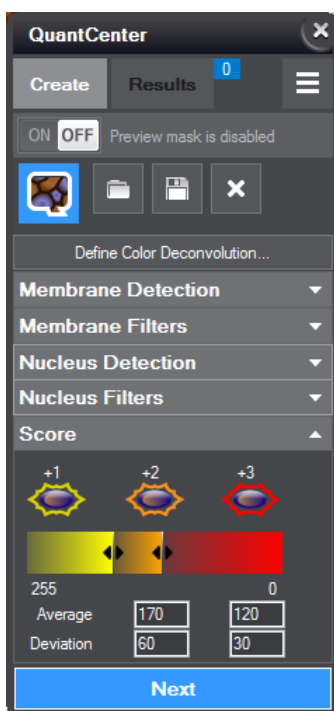 QuantCenter
Create Results 0
ON OFF Preview mask is disabled
Define Color Deconvolution...
Membrane Detection
Membrane Filters
Nucleus Detection
Nucleus Filters
Score
+1 +2 +3
255 0
Average 170 120
Deviation 60 30
Next